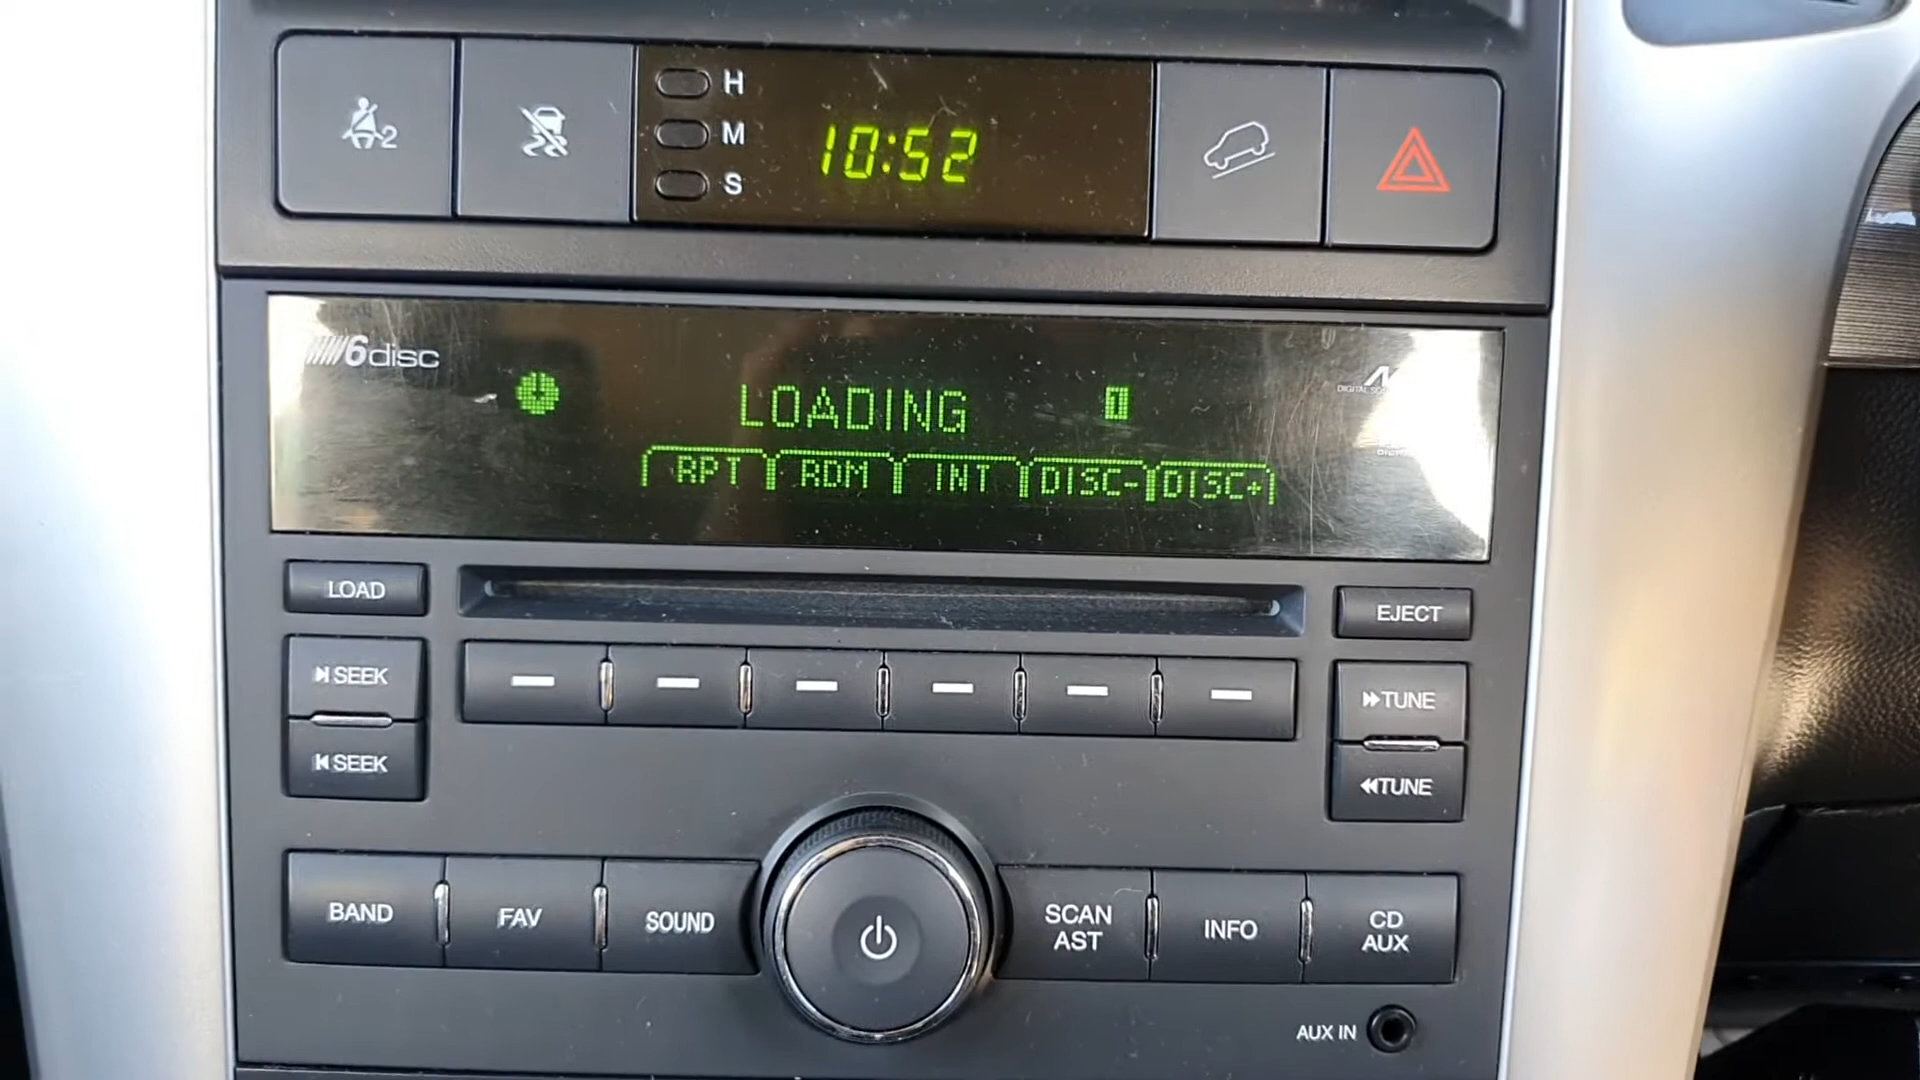 2
H
M
S
10:52
6disc
LOADING 1
RPT RDM INT DISC- DISC+
LOAD
EJECT
SEEK
TUNE
SEEK
TUNE
BAND
FAV
SOUND
SCAN
AST
INFO
CD
AUX
AUX IN